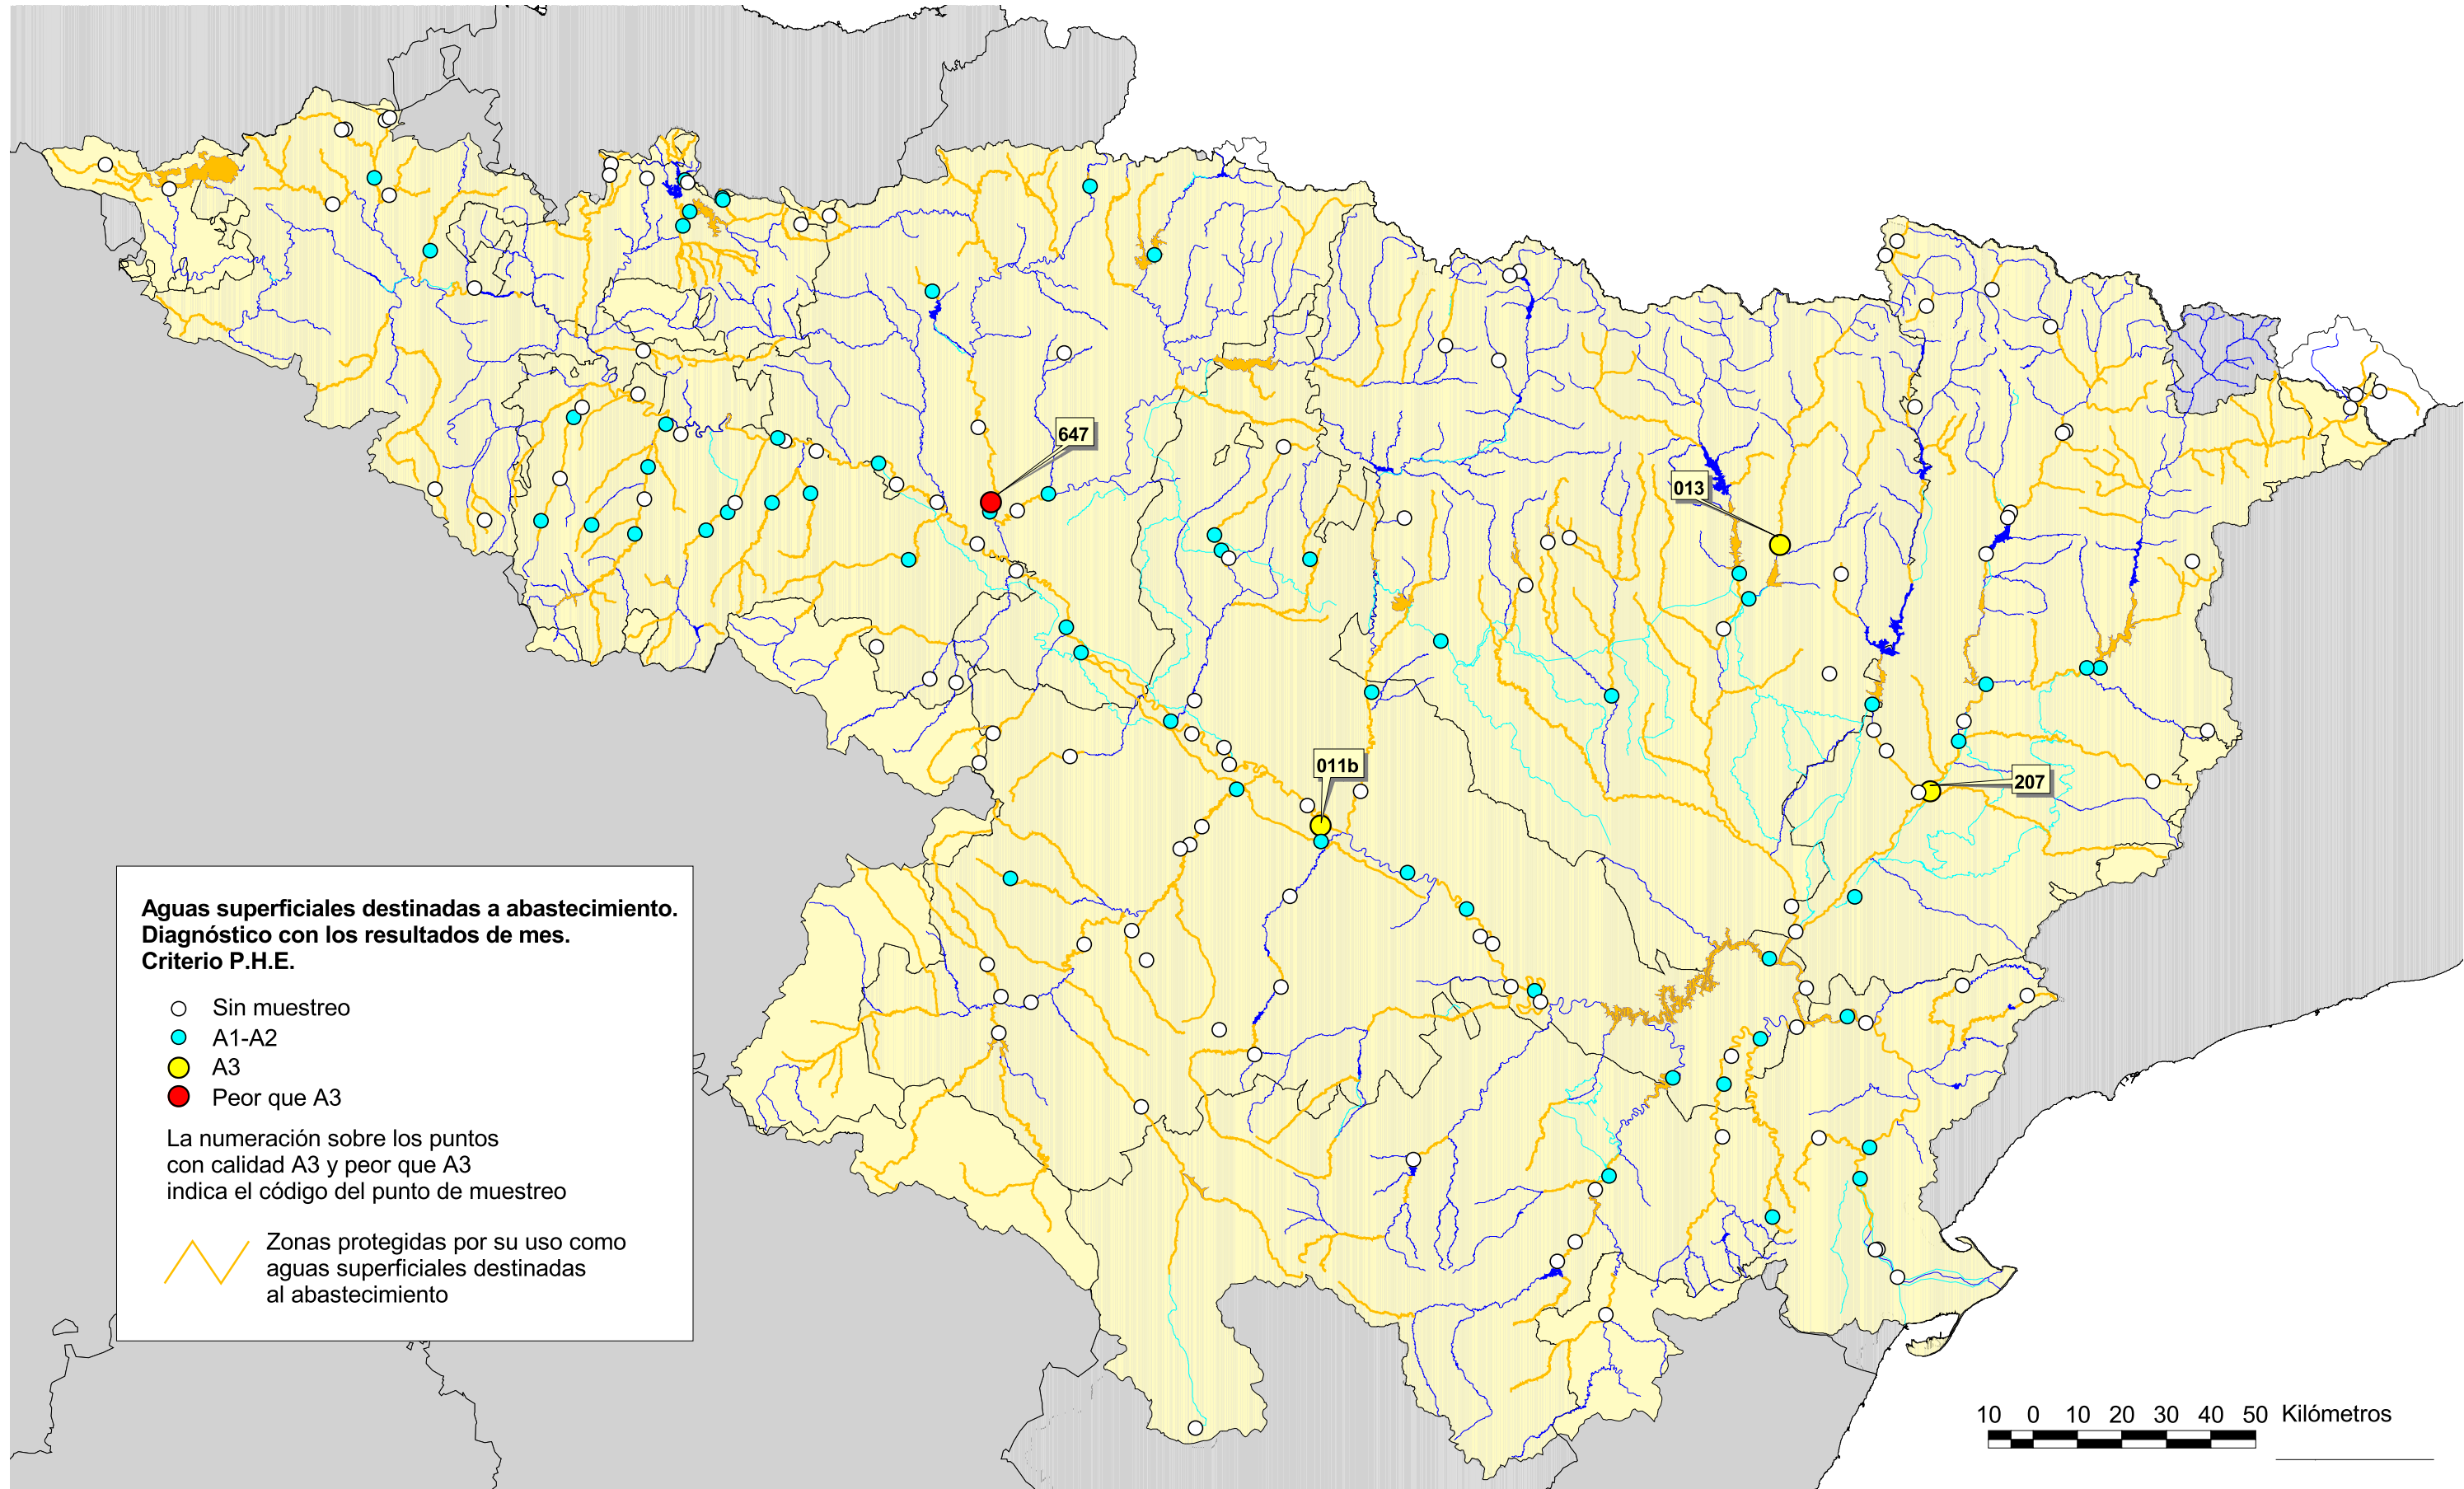 647
013
011b
207
Aguas superficiales destinadas a abastecimiento.
Diagnóstico con los resultados de mes.
Criterio P.H.E.
Sin muestreo
A1-A2
A3
Peor que A3
La numeración sobre los puntos
con calidad A3 y peor que A3
indica el código del punto de muestreo
Zonas protegidas por su uso como
aguas superficiales destinadas
al abastecimiento
10 0 10 20 30 40 50 Kilómetros